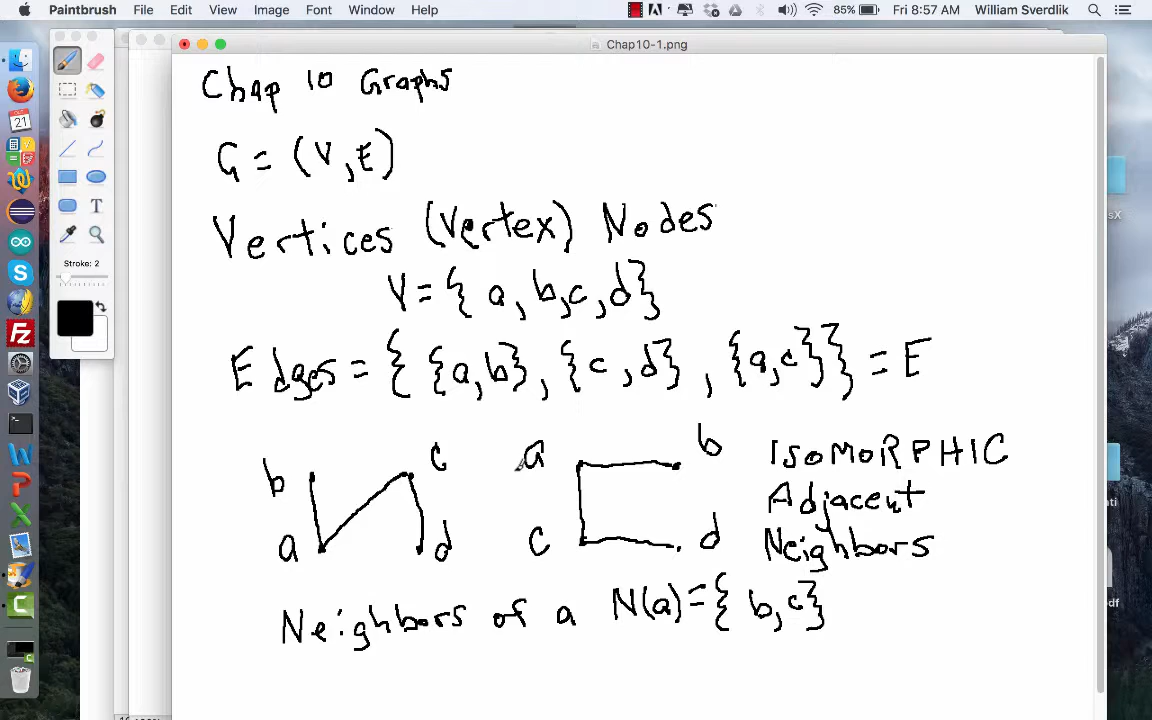 Paintbrush File Edit View Image Font Window Help 85% Fri 8:57 AM William Sverdlik
Chap10-1.png
21
Stroke: 2
Chap 10 Graphs
G = (V,E)
Vertices (Vertex) Nodes
V = { a, b, c, d }
Edges = { {a,b}, {c,d}, {a,c} } = E
b c a b ISOMORPHIC
Adjacent
a d c d Neighbors
Neighbors of a N(a) = { b, c }